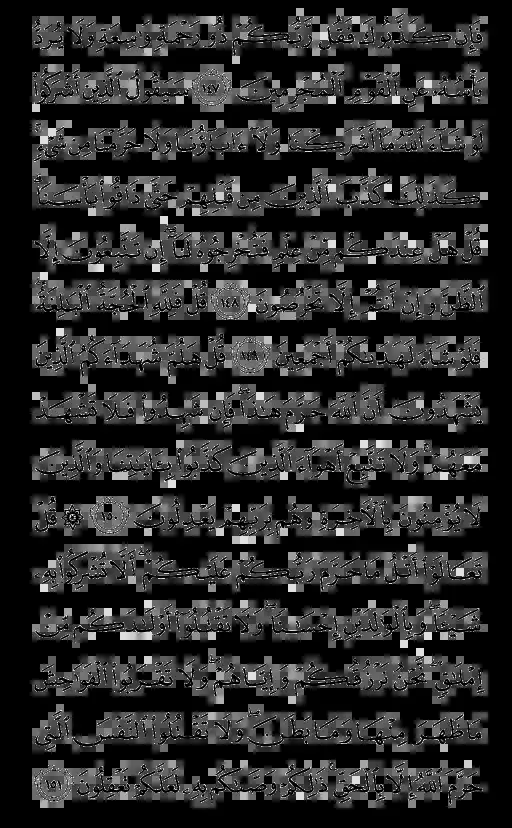 فَإِن كَذَّبُوكَ فَقُل رَّبُّكُمْ ذُو رَحْمَةٍ وَٰسِعَةٍ وَلَا يُرَدُّ
بَأْسُهُۥ عَنِ ٱلْقَوْمِ ٱلْمُجْرِمِينَ ١٤٧ سَيَقُولُ ٱلَّذِينَ أَشْرَكُوا۟
لَوْ شَآءَ ٱللَّهُ مَآ أَشْرَكْنَا وَلَآ ءَابَآؤُنَا وَلَا حَرَّمْنَا مِن شَىْءٍ
كَذَٰلِكَ كَذَّبَ ٱلَّذِينَ مِن قَبْلِهِمْ حَتَّىٰ ذَاقُوا۟ بَأْسَنَا
قُلْ هَلْ عِندَكُم مِّنْ عِلْمٍ فَتُخْرِجُوهُ لَنَآ إِن تَتَّبِعُونَ إِلَّا
ٱلظَّنَّ وَإِنْ أَنتُمْ إِلَّا تَخْرُصُونَ ١٤٨ قُلْ فَلِلَّهِ ٱلْحُجَّةُ ٱلْبَٰلِغَةُ
فَلَوْ شَآءَ لَهَدَىٰكُمْ أَجْمَعِينَ ١٤٩ قُلْ هَلُمَّ شُهَدَآءَكُمُ ٱلَّذِينَ
يَشْهَدُونَ أَنَّ ٱللَّهَ حَرَّمَ هَٰذَا فَإِن شَهِدُوا۟ فَلَا تَشْهَدْ
مَعَهُمْ وَلَا تَتَّبِعْ أَهْوَآءَ ٱلَّذِينَ كَذَّبُوا۟ بِـَٔايَٰتِنَا وَٱلَّذِينَ
لَا يُؤْمِنُونَ بِٱلْءَاخِرَةِ وَهُم بِرَبِّهِمْ يَعْدِلُونَ ١٥٠ ۞ قُلْ
تَعَالَوْا۟ أَتْلُ مَا حَرَّمَ رَبُّكُمْ عَلَيْكُمْ أَلَّا تُشْرِكُوا۟ بِهِۦ
شَيْـًٔا وَبِٱلْوَٰلِدَيْنِ إِحْسَٰنًا وَلَا تَقْتُلُوٓا۟ أَوْلَٰدَكُم مِّنْ
إِمْلَٰقٍ نَّحْنُ نَرْزُقُكُمْ وَإِيَّاهُمْ وَلَا تَقْرَبُوا۟ ٱلْفَوَٰحِشَ
مَا ظَهَرَ مِنْهَا وَمَا بَطَنَ وَلَا تَقْتُلُوا۟ ٱلنَّفْسَ ٱلَّتِى
حَرَّمَ ٱللَّهُ إِلَّا بِٱلْحَقِّ ذَٰلِكُمْ وَصَّىٰكُم بِهِۦ لَعَلَّكُمْ تَعْقِلُونَ ١٥١